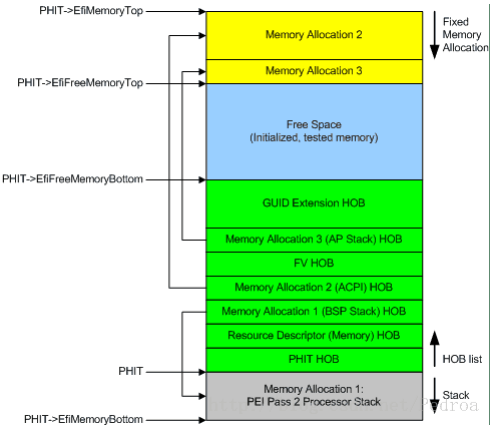 PHIT->EfiMemoryTop
Memory Allocation 2
Fixed
Memory
Allocation
Memory Allocation 3
PHIT->EfiFreeMemoryTop
Free Space
(Initialized, tested memory)
PHIT->EfiFreeMemoryBottom
GUID Extension HOB
Memory Allocation 3 (AP Stack) HOB
FV HOB
Memory Allocation 2 (ACPI) HOB
Memory Allocation 1 (BSP Stack) HOB
Resource Descriptor (Memory) HOB
PHIT HOB
HOB list
PHIT
Memory Allocation 1:
PEI Pass 2 Processor Stack
Stack
PHIT->EfiMemoryBottom